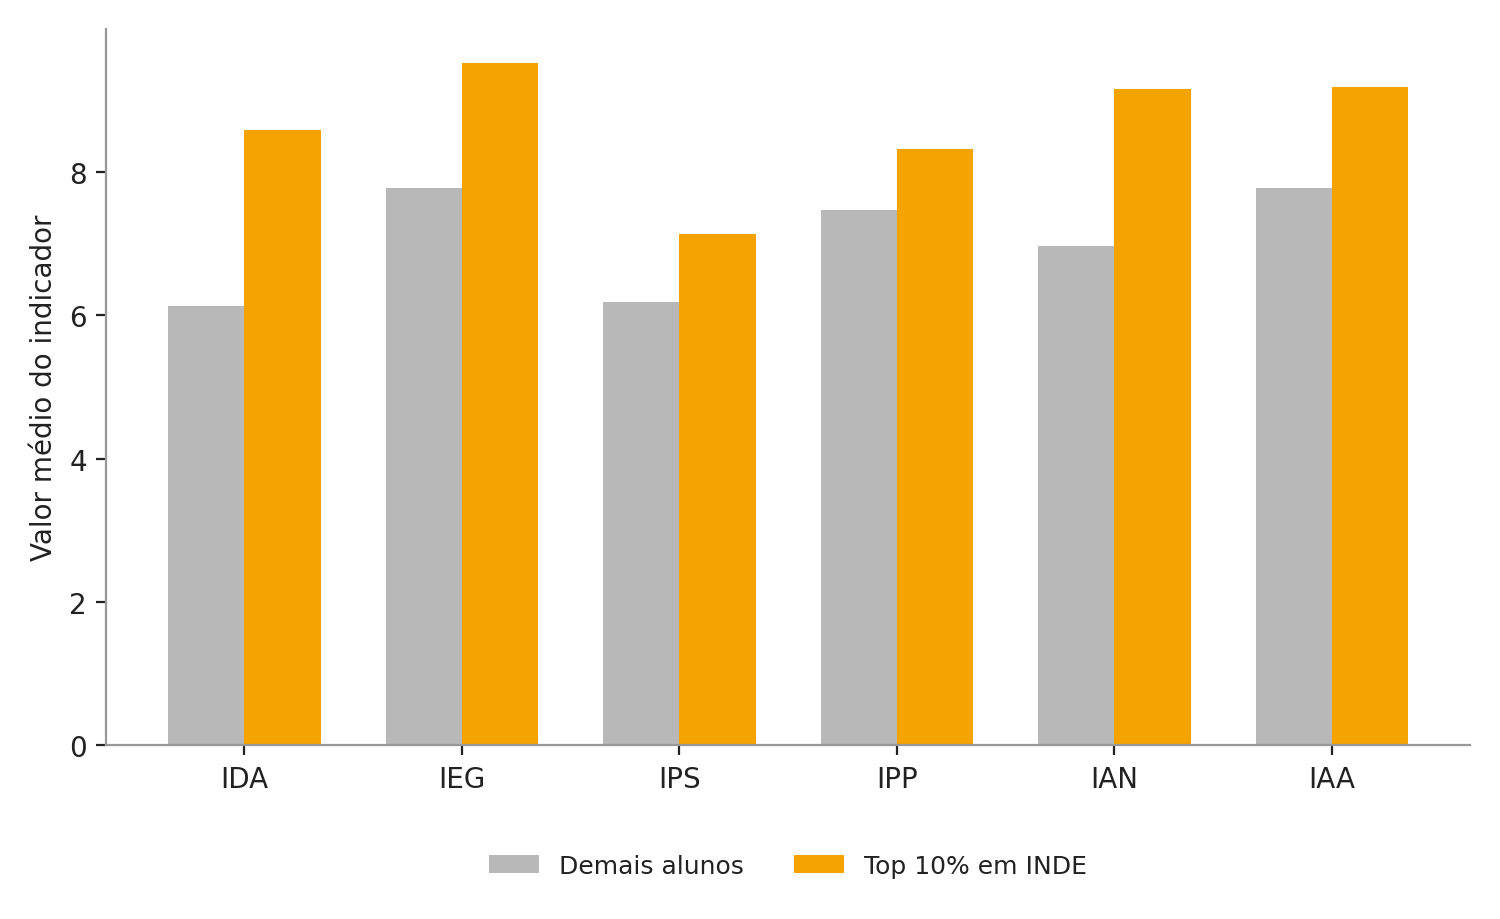 Valor médio do indicador
8
6
4
2
0
IDA IEG IPS IPP IAN IAA
Demais alunos Top 10% em INDE